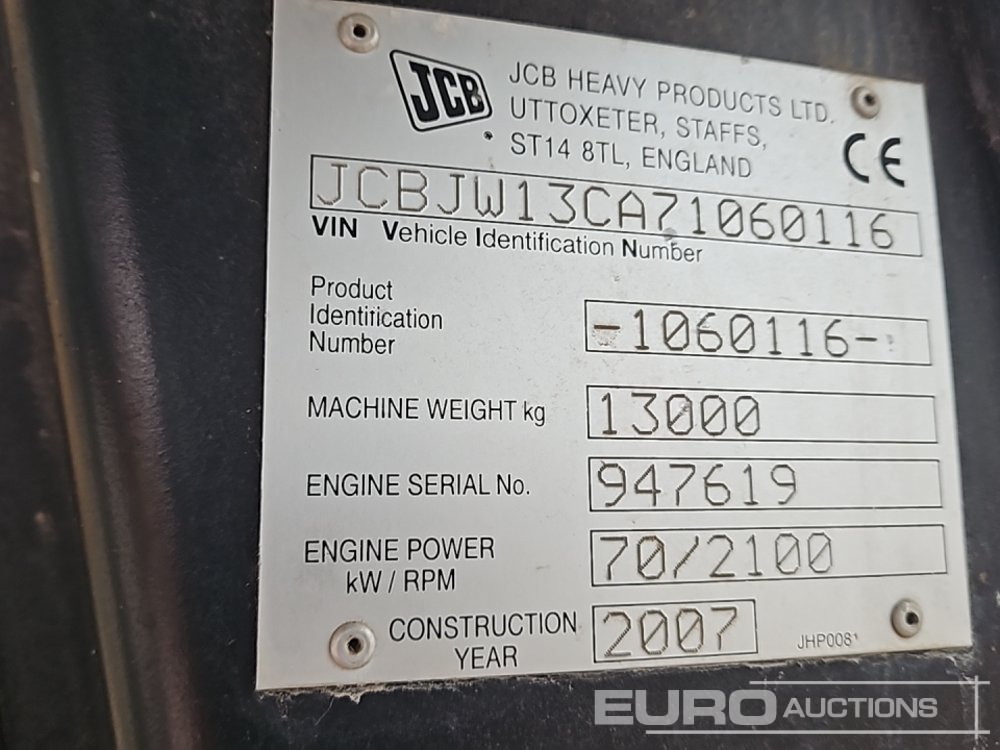 JCB
JCB HEAVY PRODUCTS LTD.
UTTOXETER, STAFFS,
ST14 8TL, ENGLAND
CE
JCBJW13CA71060116
VIN Vehicle Identification Number
Product
Identification
Number
-1060116-
MACHINE WEIGHT kg
13000
ENGINE SERIAL No.
947619
ENGINE POWER
kW / RPM
70/2100
CONSTRUCTION
YEAR
2007
JHP0081
EURO AUCTIONS